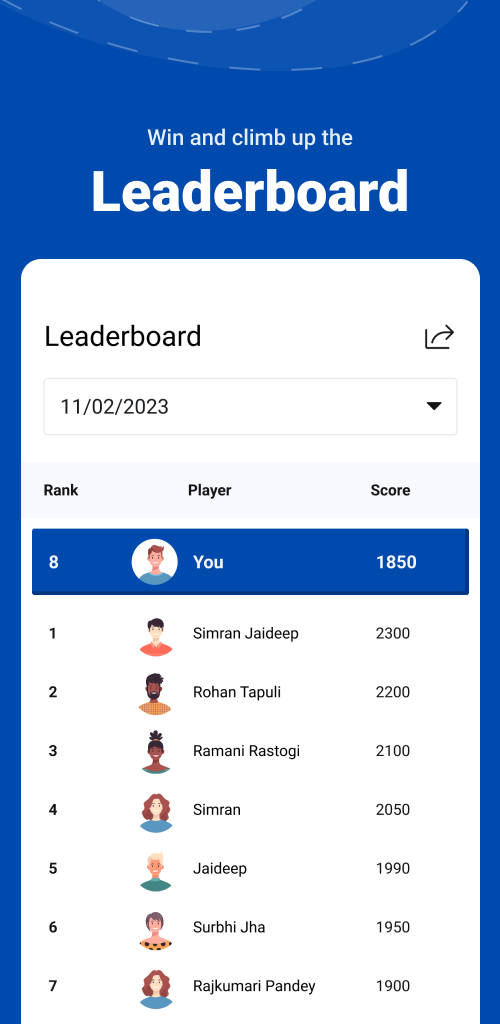 Win and climb up the
Leaderboard
Leaderboard
11/02/2023
Rank Player Score
8 You 1850
1 Simran Jaideep 2300
2 Rohan Tapuli 2200
3 Ramani Rastogi 2100
4 Simran 2050
5 Jaideep 1990
6 Surbhi Jha 1950
7 Rajkumari Pandey 1900